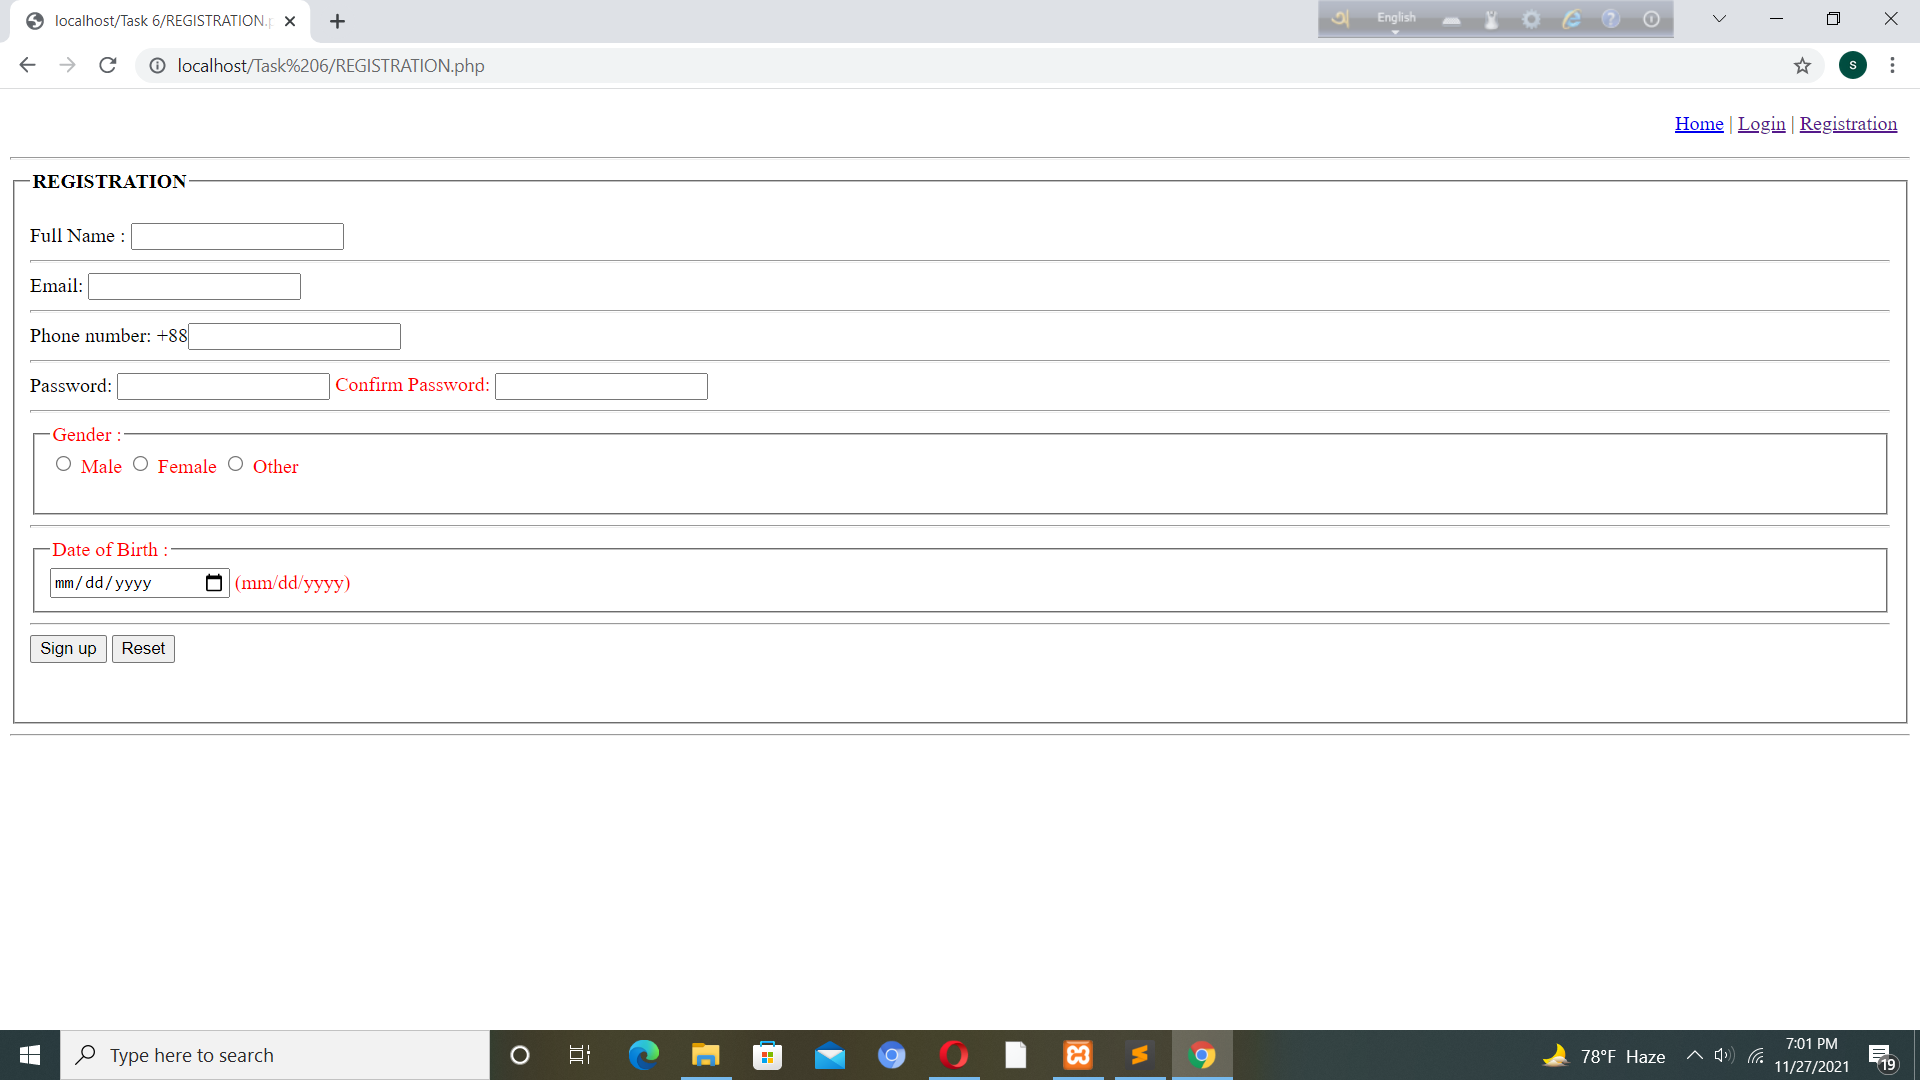 localhost/Task 6/REGISTRATION.p
English
localhost/Task%206/REGISTRATION.php
S
Home | Login | Registration
REGISTRATION
Full Name :
Email:
Phone number: +88
Password: Confirm Password:
Gender :
Male Female Other
Date of Birth :
mm/dd/yyyy (mm/dd/yyyy)
Sign up Reset
Type here to search
78°F Haze
7:01 PM
11/27/2021
19